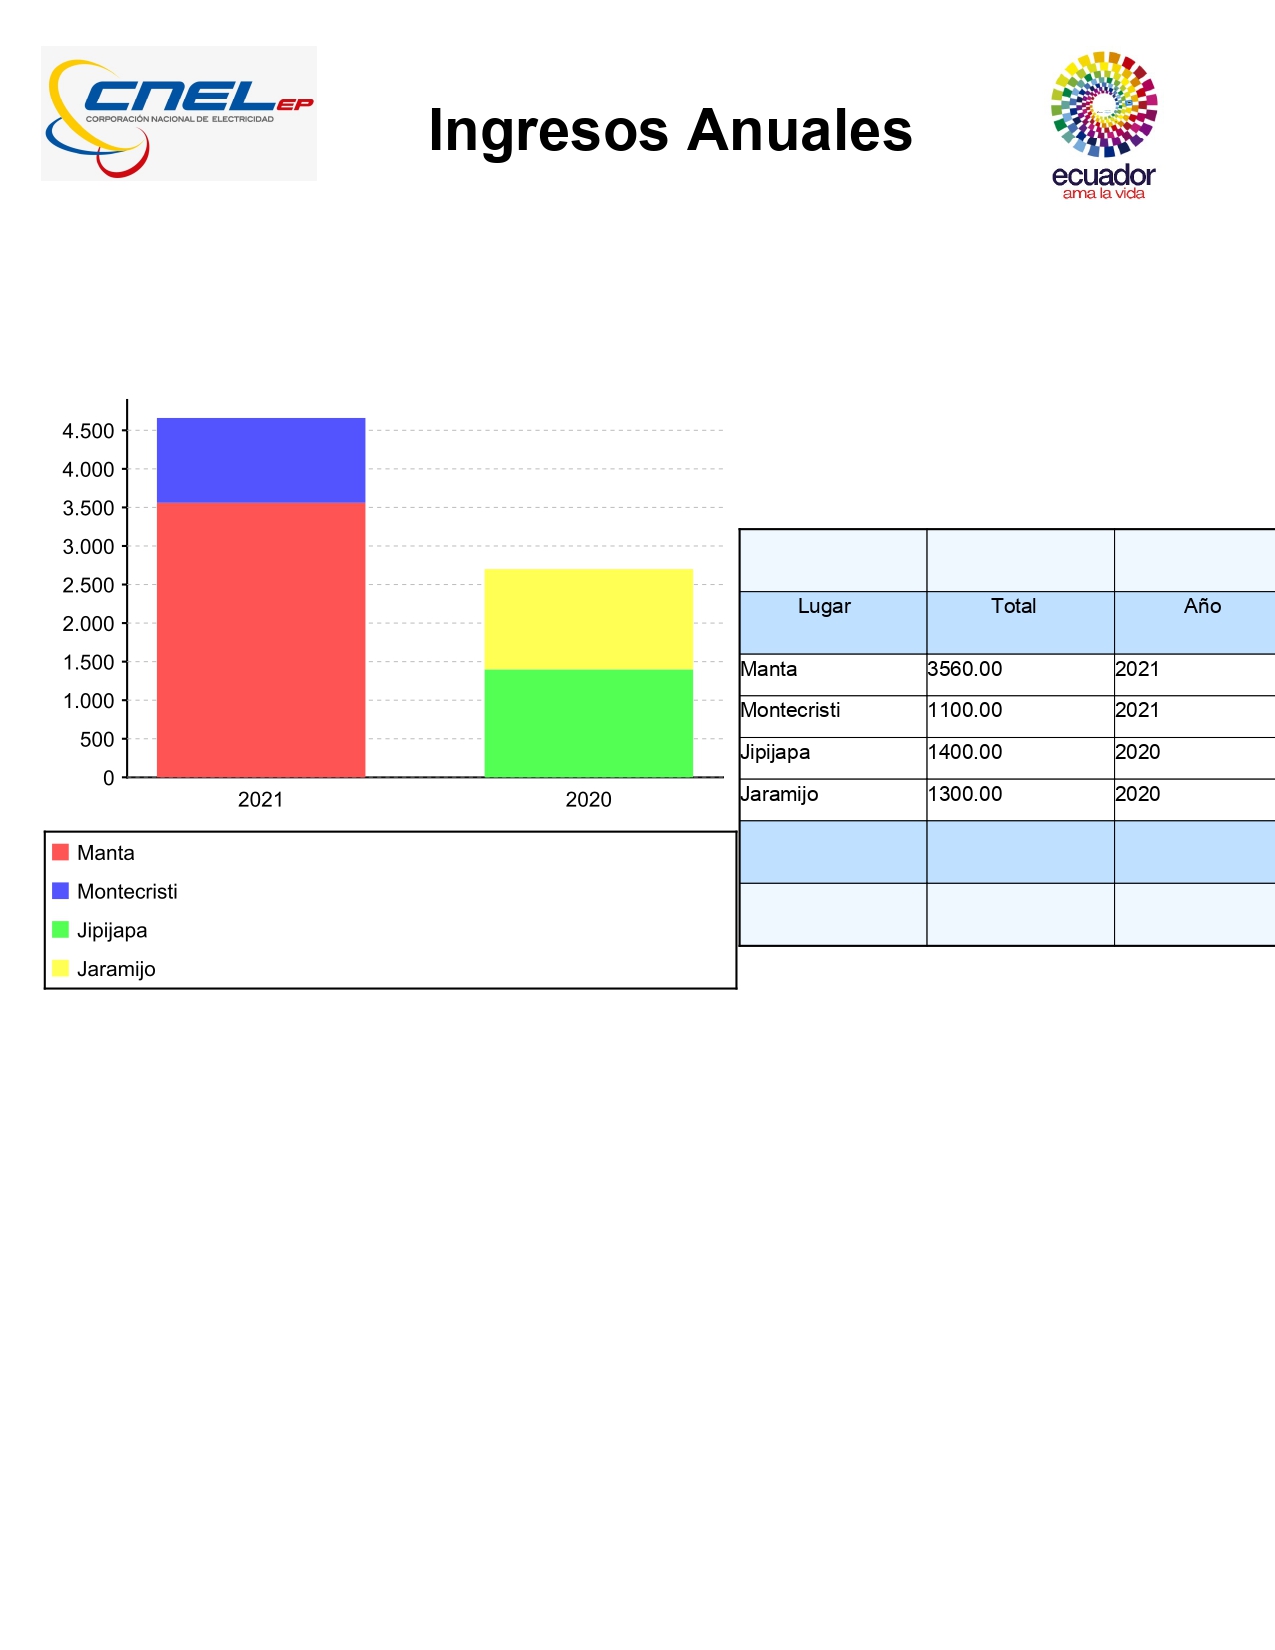 CNEL EP
CORPORACIÓN NACIONAL DE ELECTRICIDAD
Ingresos Anuales
ecuador
ama la vida
4.500
4.000
3.500
3.000
2.500
2.000
1.500
1.000
500
0
2021 2020
Manta
Montecristi
Jipijapa
Jaramijo
Lugar Total Año
Manta 3560.00 2021
Montecristi 1100.00 2021
Jipijapa 1400.00 2020
Jaramijo 1300.00 2020